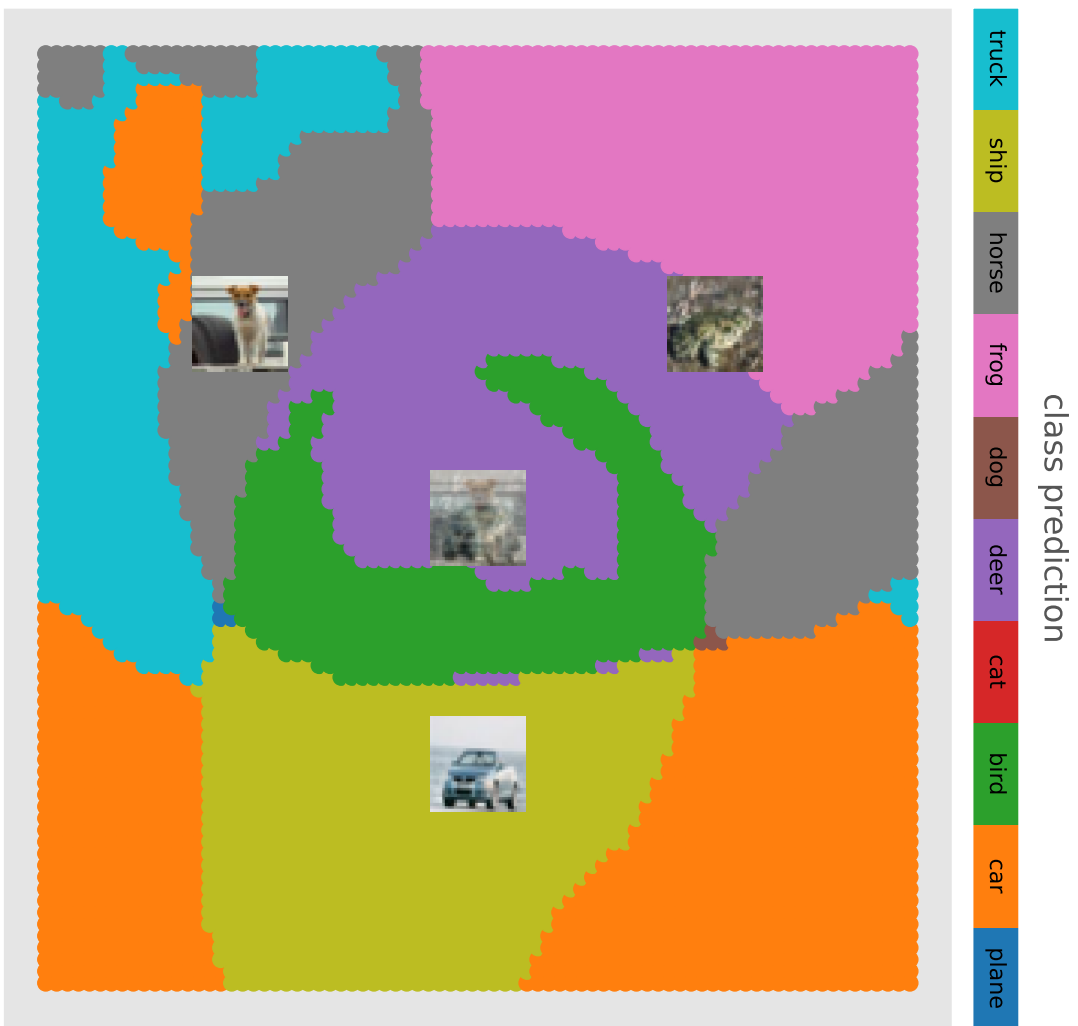 truck
ship
horse
frog
dog
deer
cat
bird
car
plane
class prediction